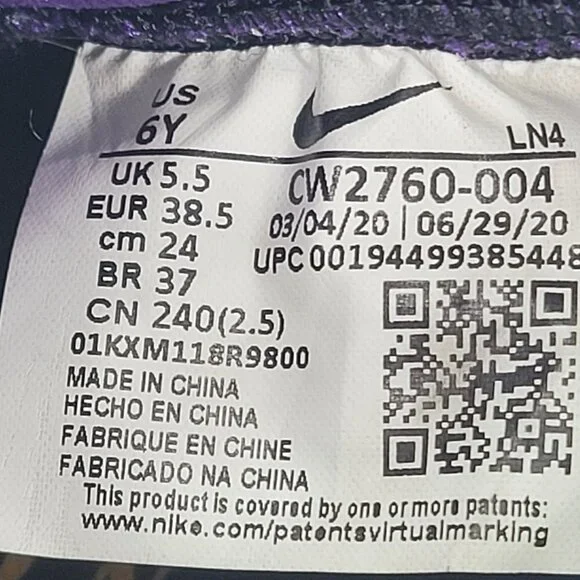 US
6Y
LN4
UK 5.5
CW2760-004
EUR 38.5
03/04/20 | 06/29/20
cm 24
UPC 00194499385448
BR 37
CN 240(2.5)
01KXM118R9800
MADE IN CHINA
HECHO EN CHINA
FABRIQUE EN CHINE
FABRICADO NA CHINA
This product is covered by one or more patents:
www.nike.com/patentsvirtualmarking